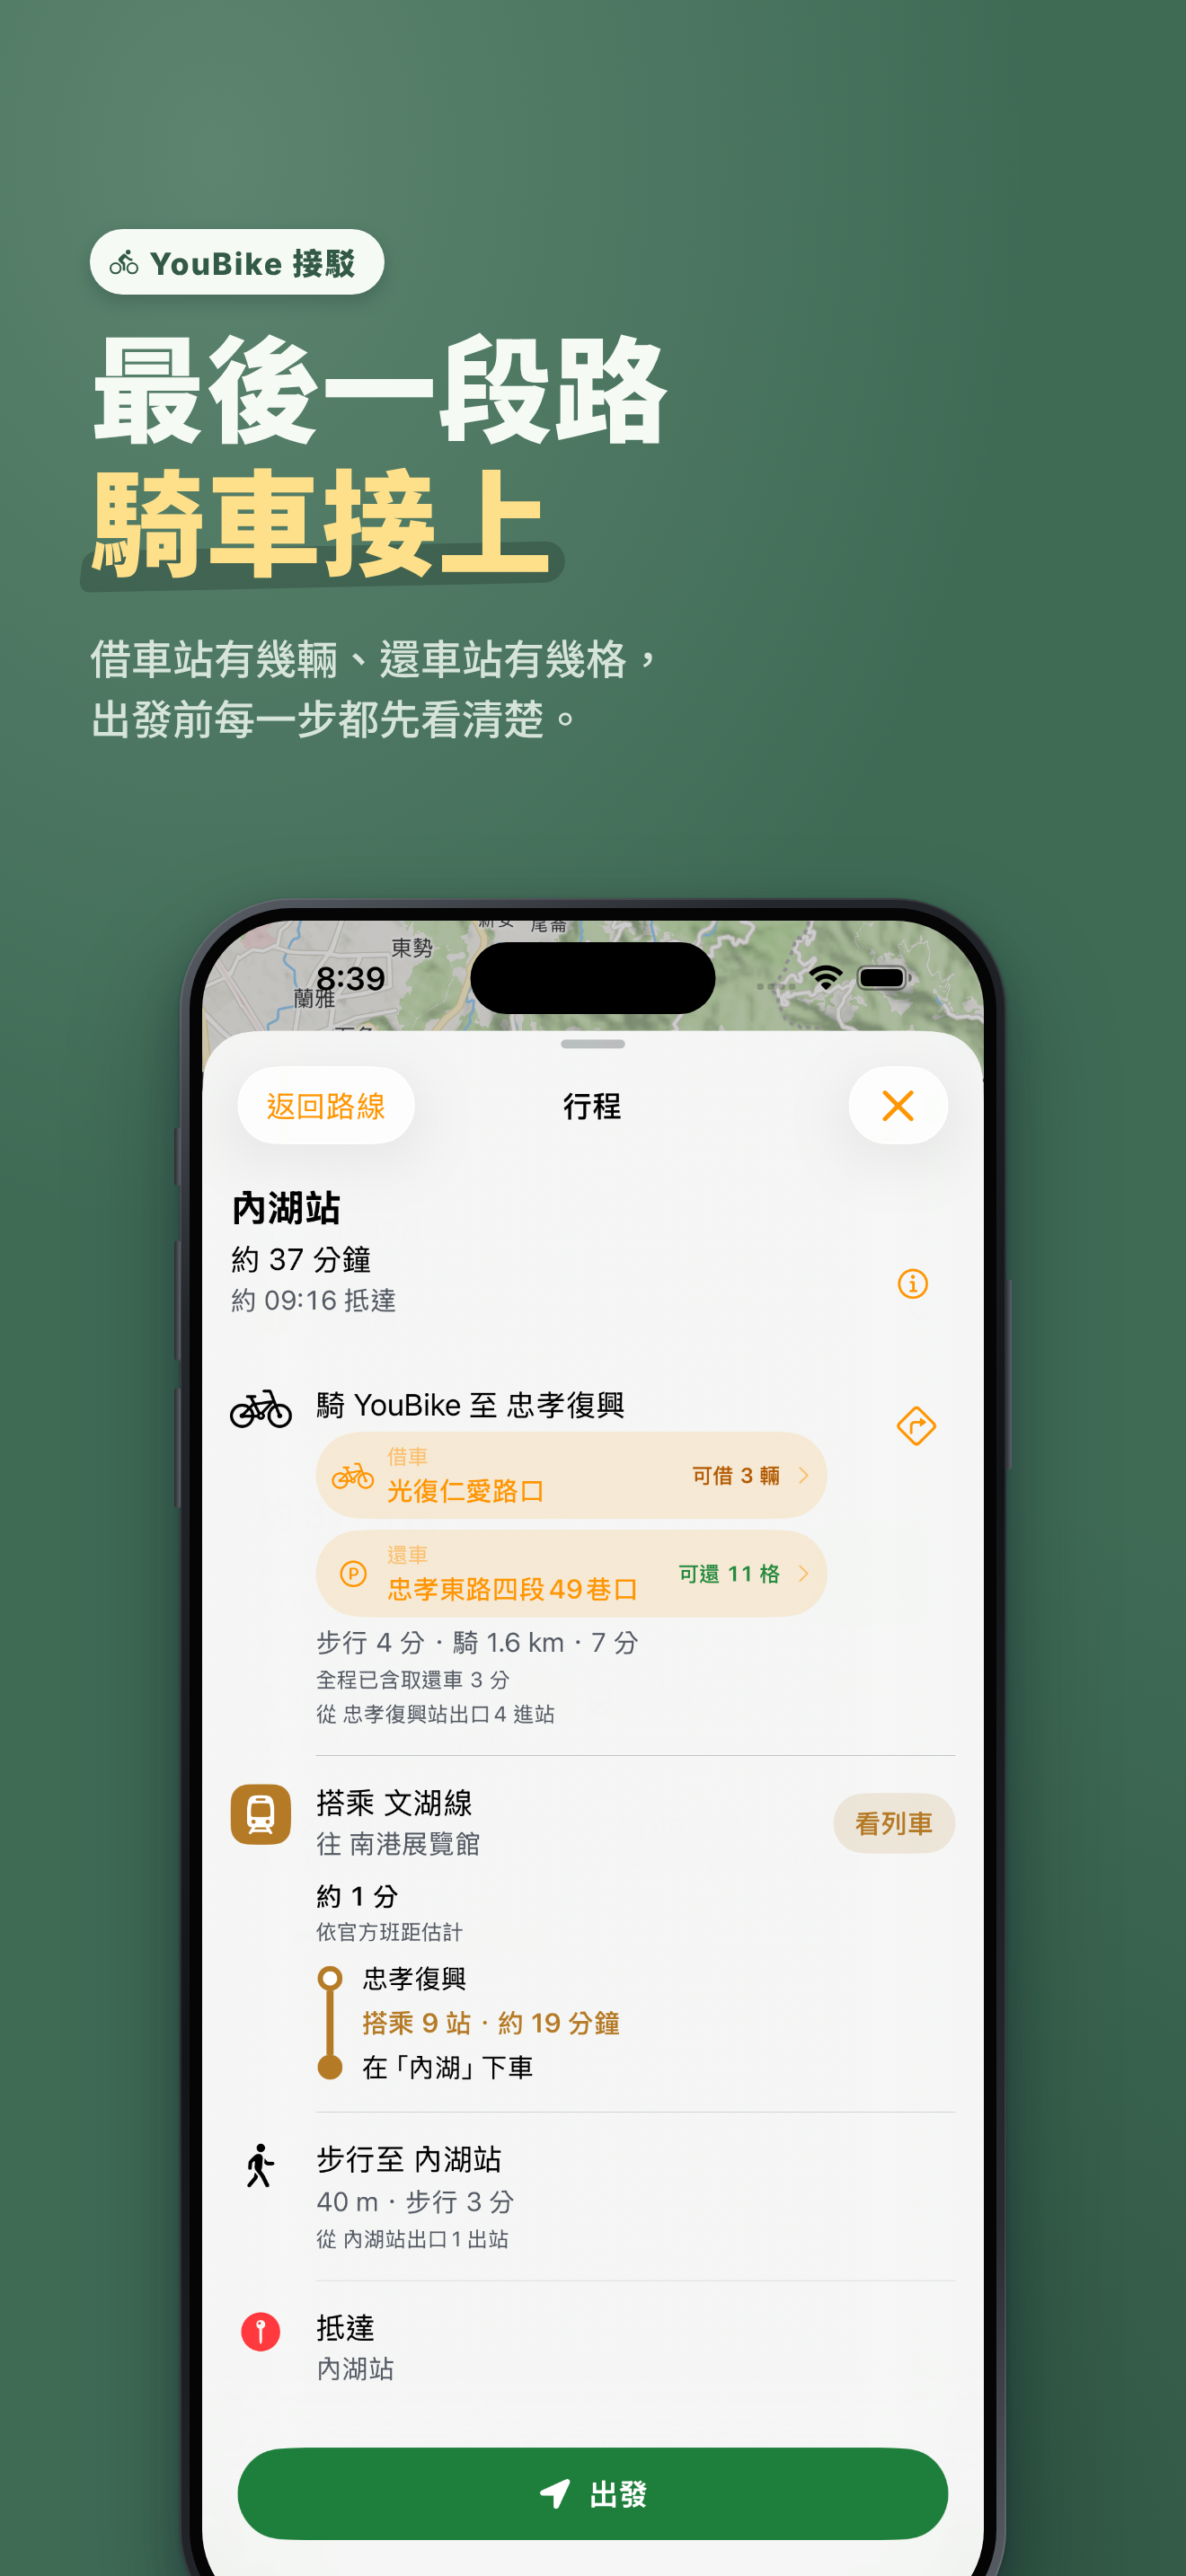 YouBike 接駁
最後一段路
騎車接上
借車站有幾輛、還車站有幾格，
出發前每一步都先看清楚。
東勢
8:39
蘭雅
返回路線
行程
內湖站
約 37 分鐘
約 09:16 抵達
騎 YouBike 至 忠孝復興
借車
光復仁愛路口
可借 3 輛
還車
忠孝東路四段49巷口
可還 11 格
步行 4 分 · 騎 1.6 km · 7 分
全程已含取還車 3 分
從 忠孝復興站出口4 進站
搭乘 文湖線
往 南港展覽館
看列車
約 1 分
依官方班距估計
忠孝復興
搭乘 9 站 · 約 19 分鐘
在「內湖」下車
步行至 內湖站
40 m · 步行 3 分
從 內湖站出口1出站
抵達
內湖站
出發